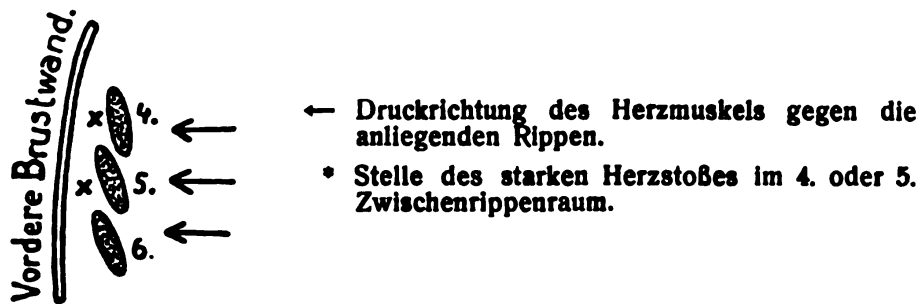 Vordere Brustwand.
x 4.
x 5.
6.
← Druckrichtung des Herzmuskels gegen die
anliegenden Rippen.
* Stelle des starken Herzstoßes im 4. oder 5.
Zwischenrippenraum.